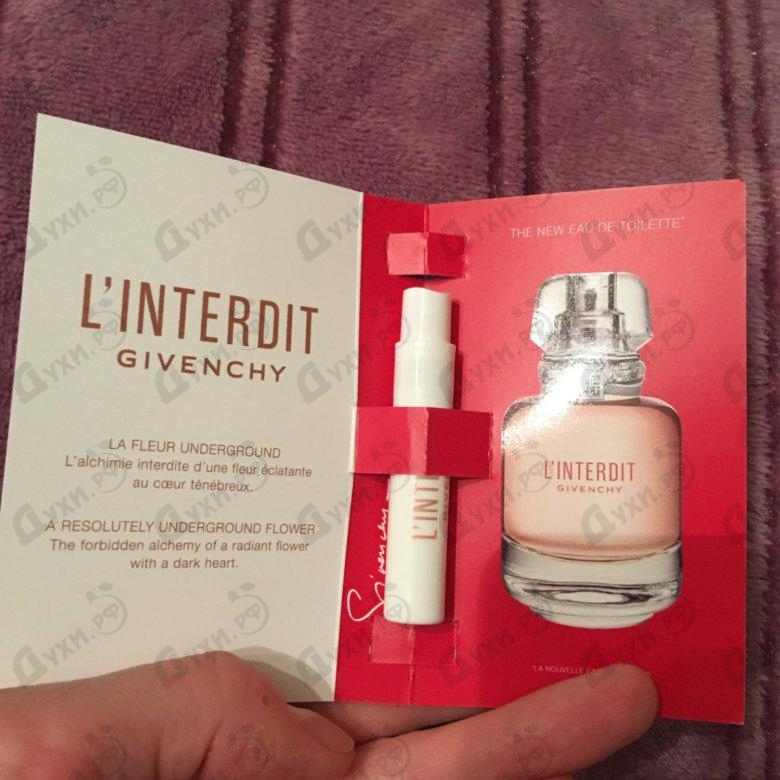 L'INTERDIT
GIVENCHY
LA FLEUR UNDERGROUND
L'alchimie interdite d'une fleur éclatante
au cœur ténébreux.
A RESOLUTELY UNDERGROUND FLOWER
The forbidden alchemy of a radiant flower
with a dark heart.
Givenchy
L'INT
THE NEW EAU DE TOILETTE*
L'INTERDIT
GIVENCHY
*LA NOUVELLE
Духи.РФ